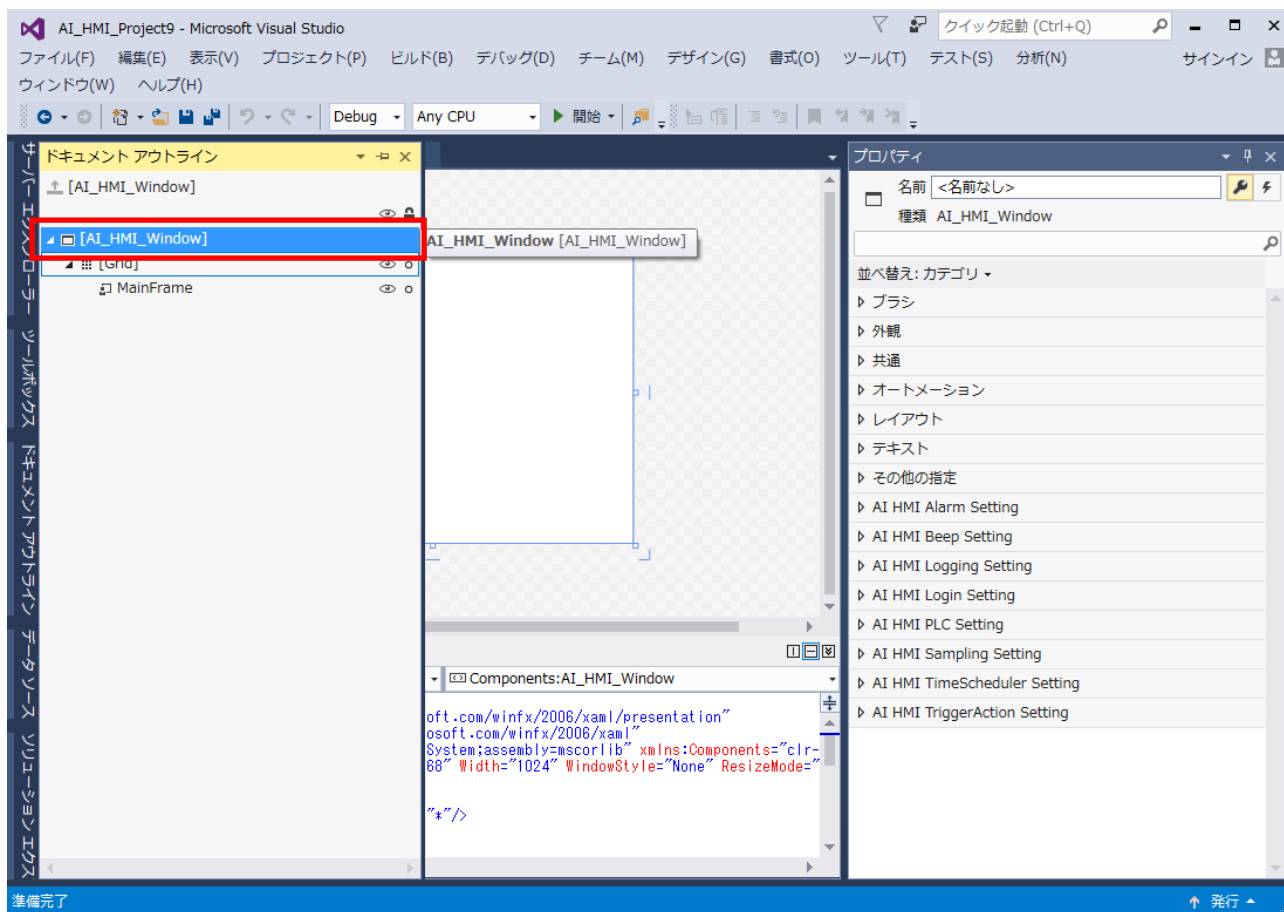 AI_HMI_Project9 - Microsoft Visual Studio
クイック起動 (Ctrl+Q)
ファイル(F) 編集(E) 表示(V) プロジェクト(P) ビルド(B) デバッグ(D) チーム(M) デザイン(G) 書式(O) ツール(T) テスト(S) 分析(N) サインイン
ウィンドウ(W) ヘルプ(H)
Debug Any CPU 開始
サーバー エクスプローラー
ツールボックス
ドキュメント アウトライン
データ ソース
ソリューション エクス
ドキュメント アウトライン
[AI_HMI_Window]
[AI_HMI_Window]
[Grid]
MainFrame
AI_HMI_Window [AI_HMI_Window]
Components:AI_HMI_Window
oft.com/winfx/2006/xaml/presentation"
osoft.com/winfx/2006/xaml"
System;assembly=mscorlib" xmlns:Components="clr-
68" Width="1024" WindowStyle="None" ResizeMode="
"*"/>
プロパティ
名前 <名前なし>
種類 AI_HMI_Window
並べ替え: カテゴリ
ブラシ
外観
共通
オートメーション
レイアウト
テキスト
その他の指定
AI HMI Alarm Setting
AI HMI Beep Setting
AI HMI Logging Setting
AI HMI Login Setting
AI HMI PLC Setting
AI HMI Sampling Setting
AI HMI TimeScheduler Setting
AI HMI TriggerAction Setting
準備完了
発行